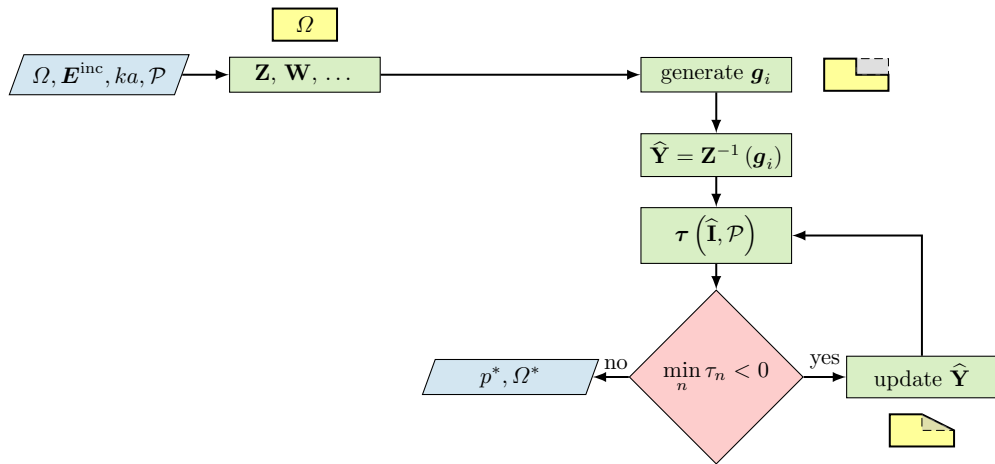 Ω
Ω, E^inc, ka, 𝒫
Z, W, …
generate g_i
Ŷ = Z^−1 (g_i)
τ (Î, 𝒫)
min_n τ_n < 0
no
yes
p*, Ω*
update Ŷ